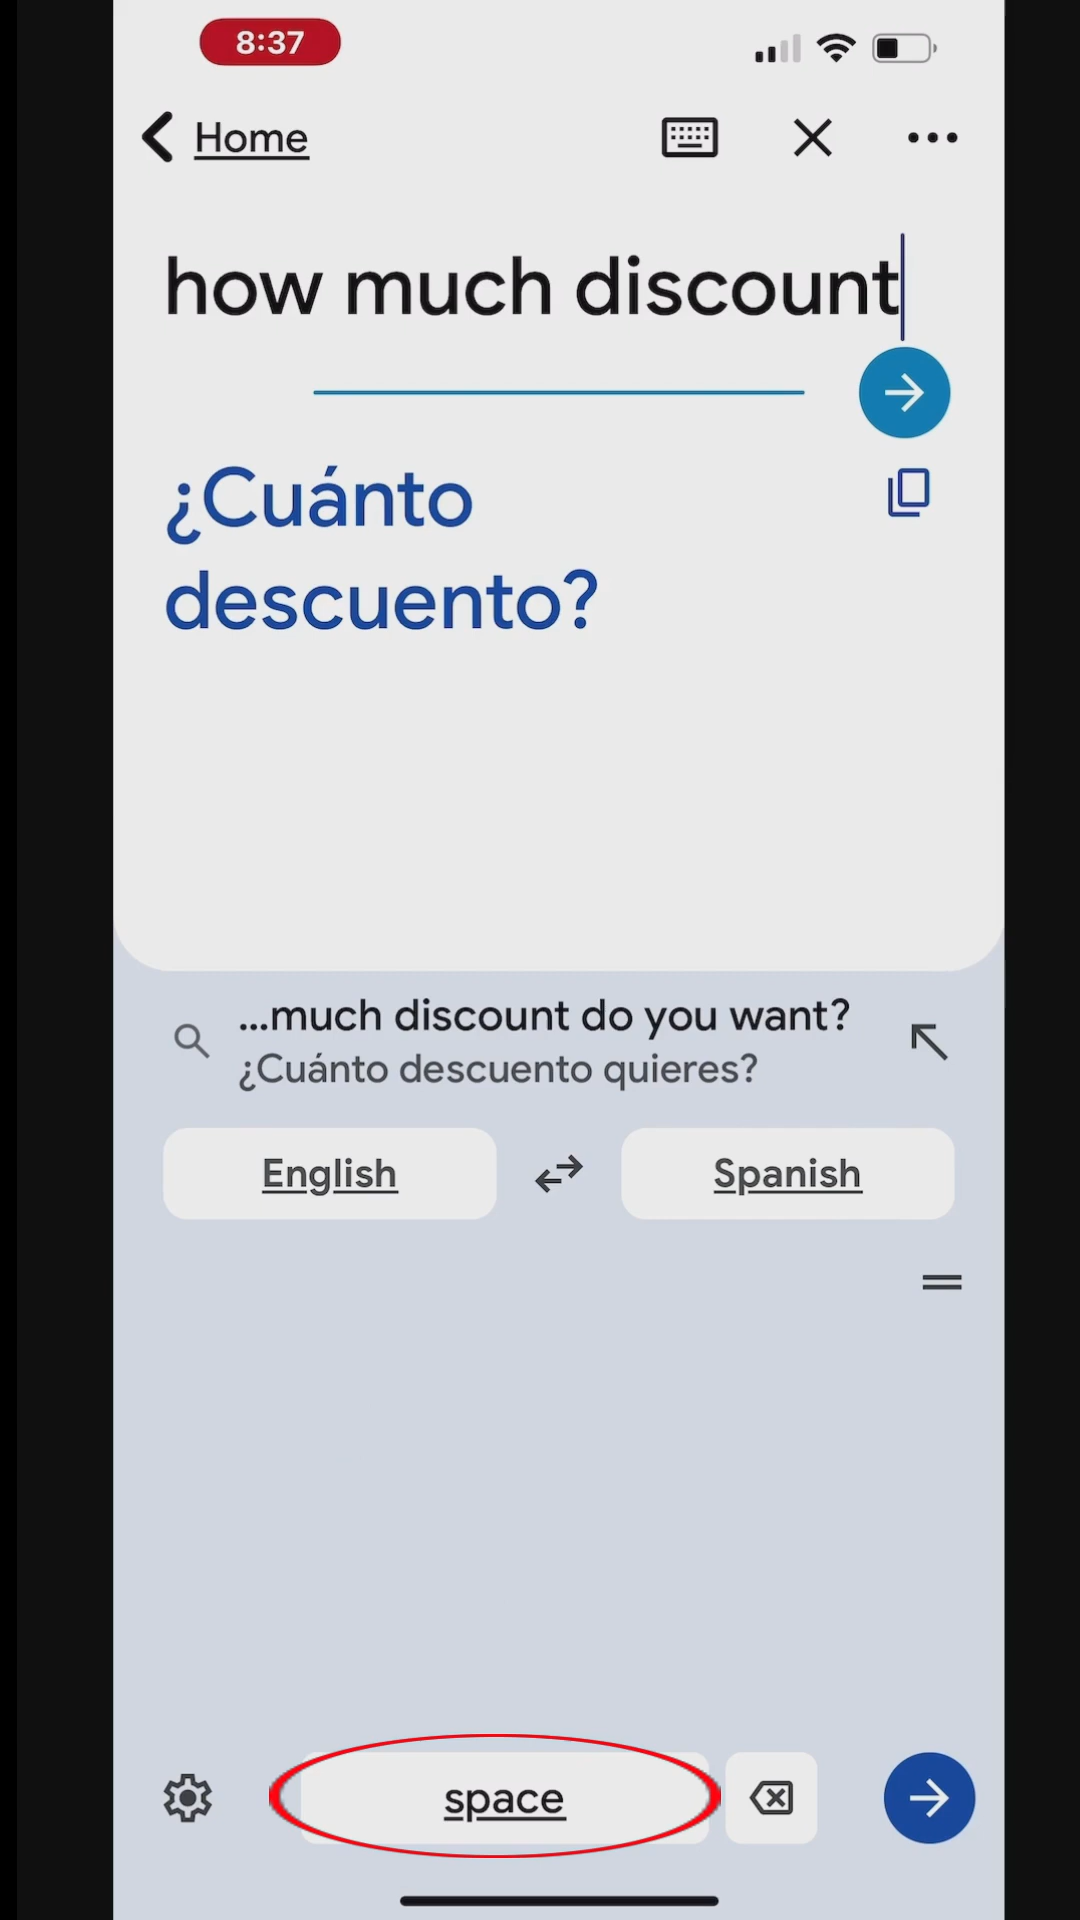 8:37
Home
how much discount
¿Cuánto
descuento?
...much discount do you want?
¿Cuánto descuento quieres?
English
Spanish
space